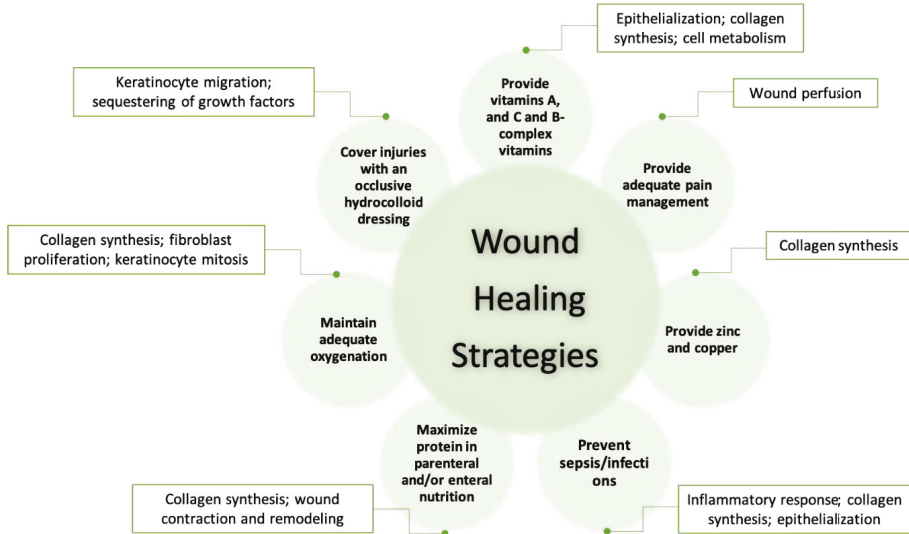 Epithelialization; collagen
synthesis; cell metabolism
Provide
vitamins A,
and C and B-
complex
vitamins
Wound perfusion
Provide
adequate pain
management
Collagen synthesis
Provide zinc
and copper
Inflammatory response; collagen
synthesis; epithelialization
Prevent
sepsis/infecti
ons
Collagen synthesis; wound
contraction and remodeling
Maximize
protein in
parenteral
and/or enteral
nutrition
Collagen synthesis; fibroblast
proliferation; keratinocyte mitosis
Maintain
adequate
oxygenation
Keratinocyte migration;
sequestering of growth factors
Cover injuries
with an
occlusive
hydrocolloid
dressing
Wound
Healing
Strategies